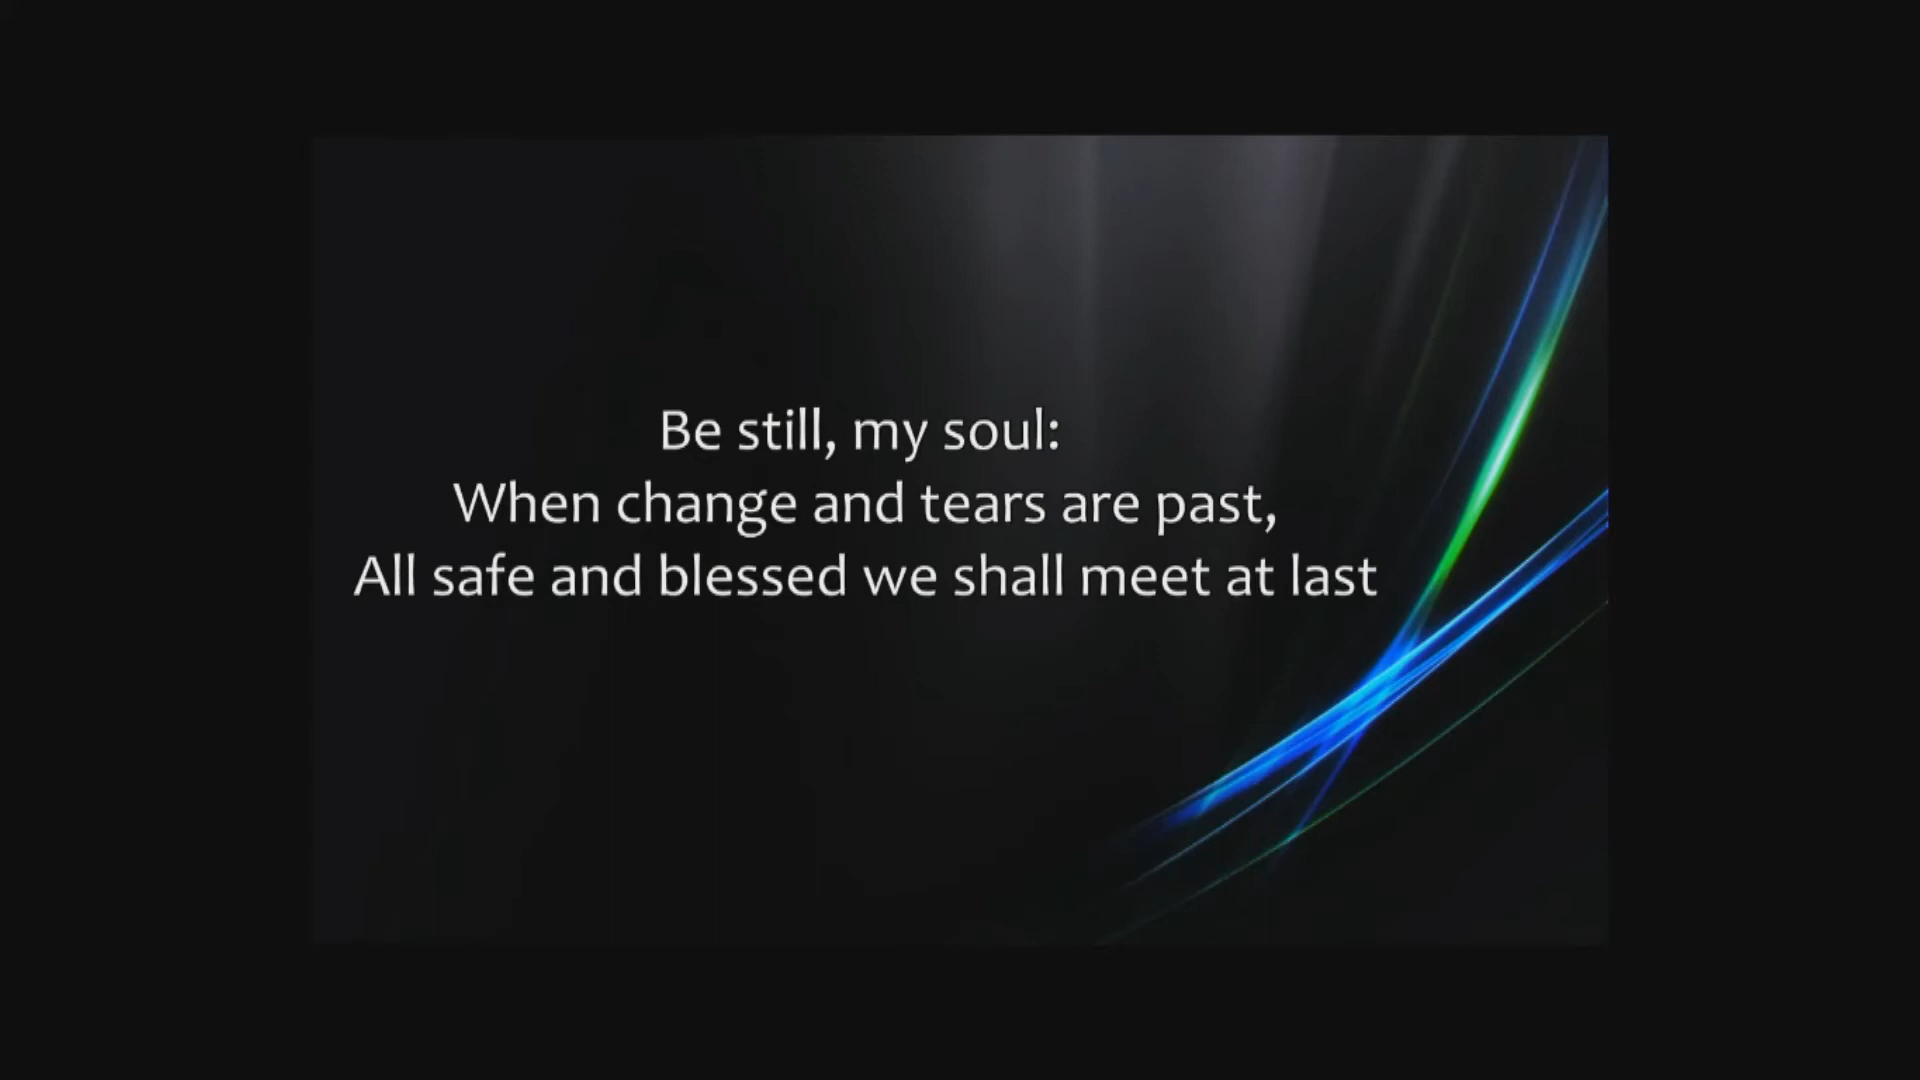 Be still, my soul:
When change and tears are past,
All safe and blessed we shall meet at last